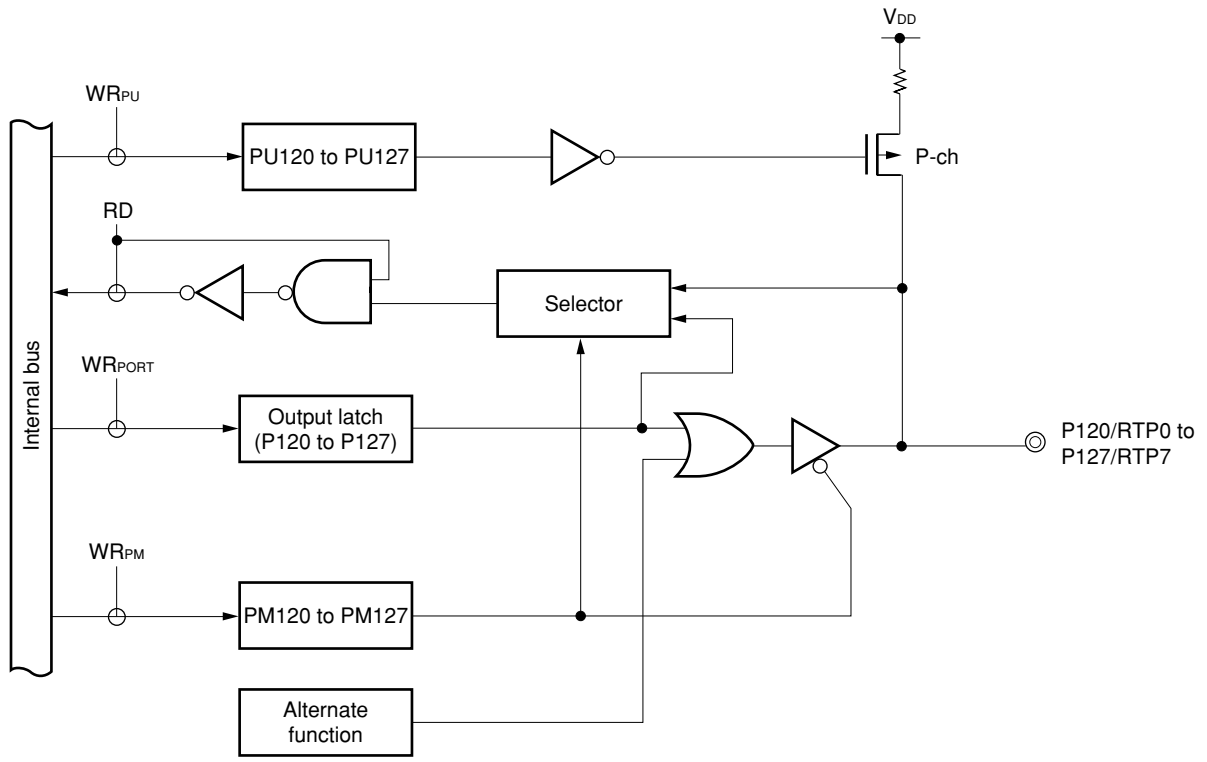 VDD
WRPU
PU120 to PU127
P-ch
RD
Selector
Internal bus
WRPORT
Output latch
(P120 to P127)
P120/RTP0 to
P127/RTP7
WRPM
PM120 to PM127
Alternate
function